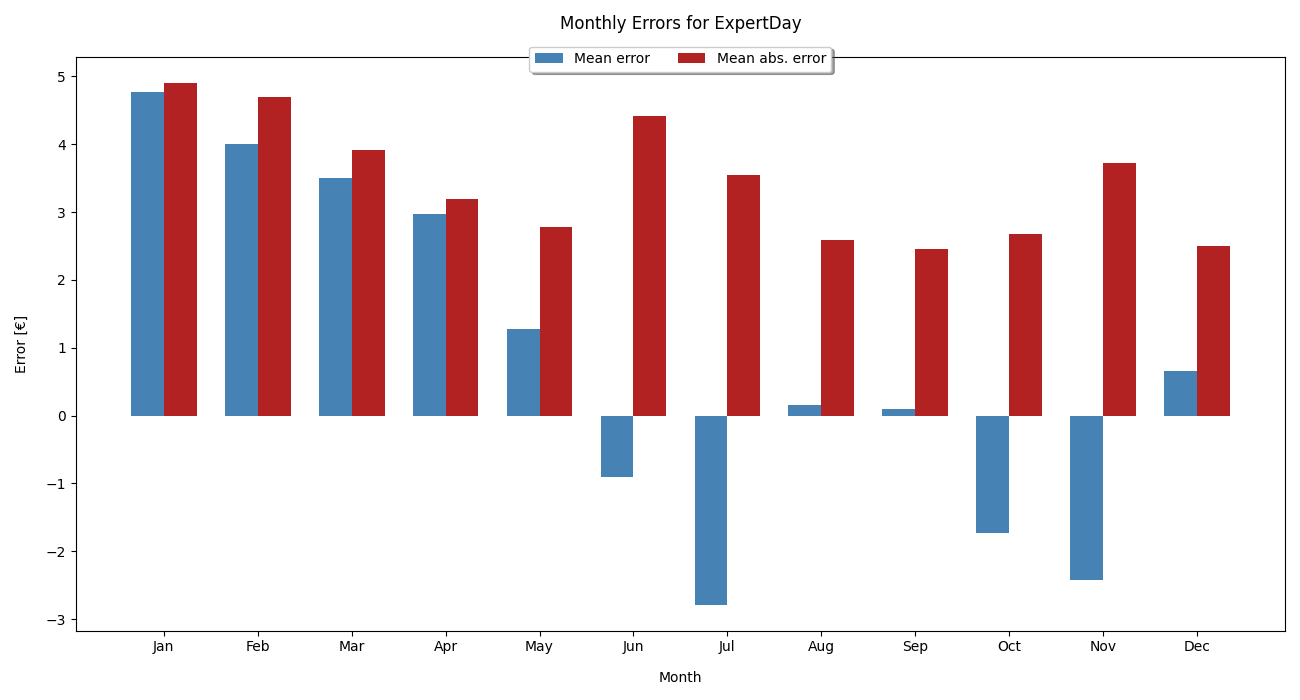 Monthly Errors for ExpertDay
Mean error Mean abs. error
5
4
3
2
1
0
−1
−2
−3
Error [€]
Jan Feb Mar Apr May Jun Jul Aug Sep Oct Nov Dec
Month